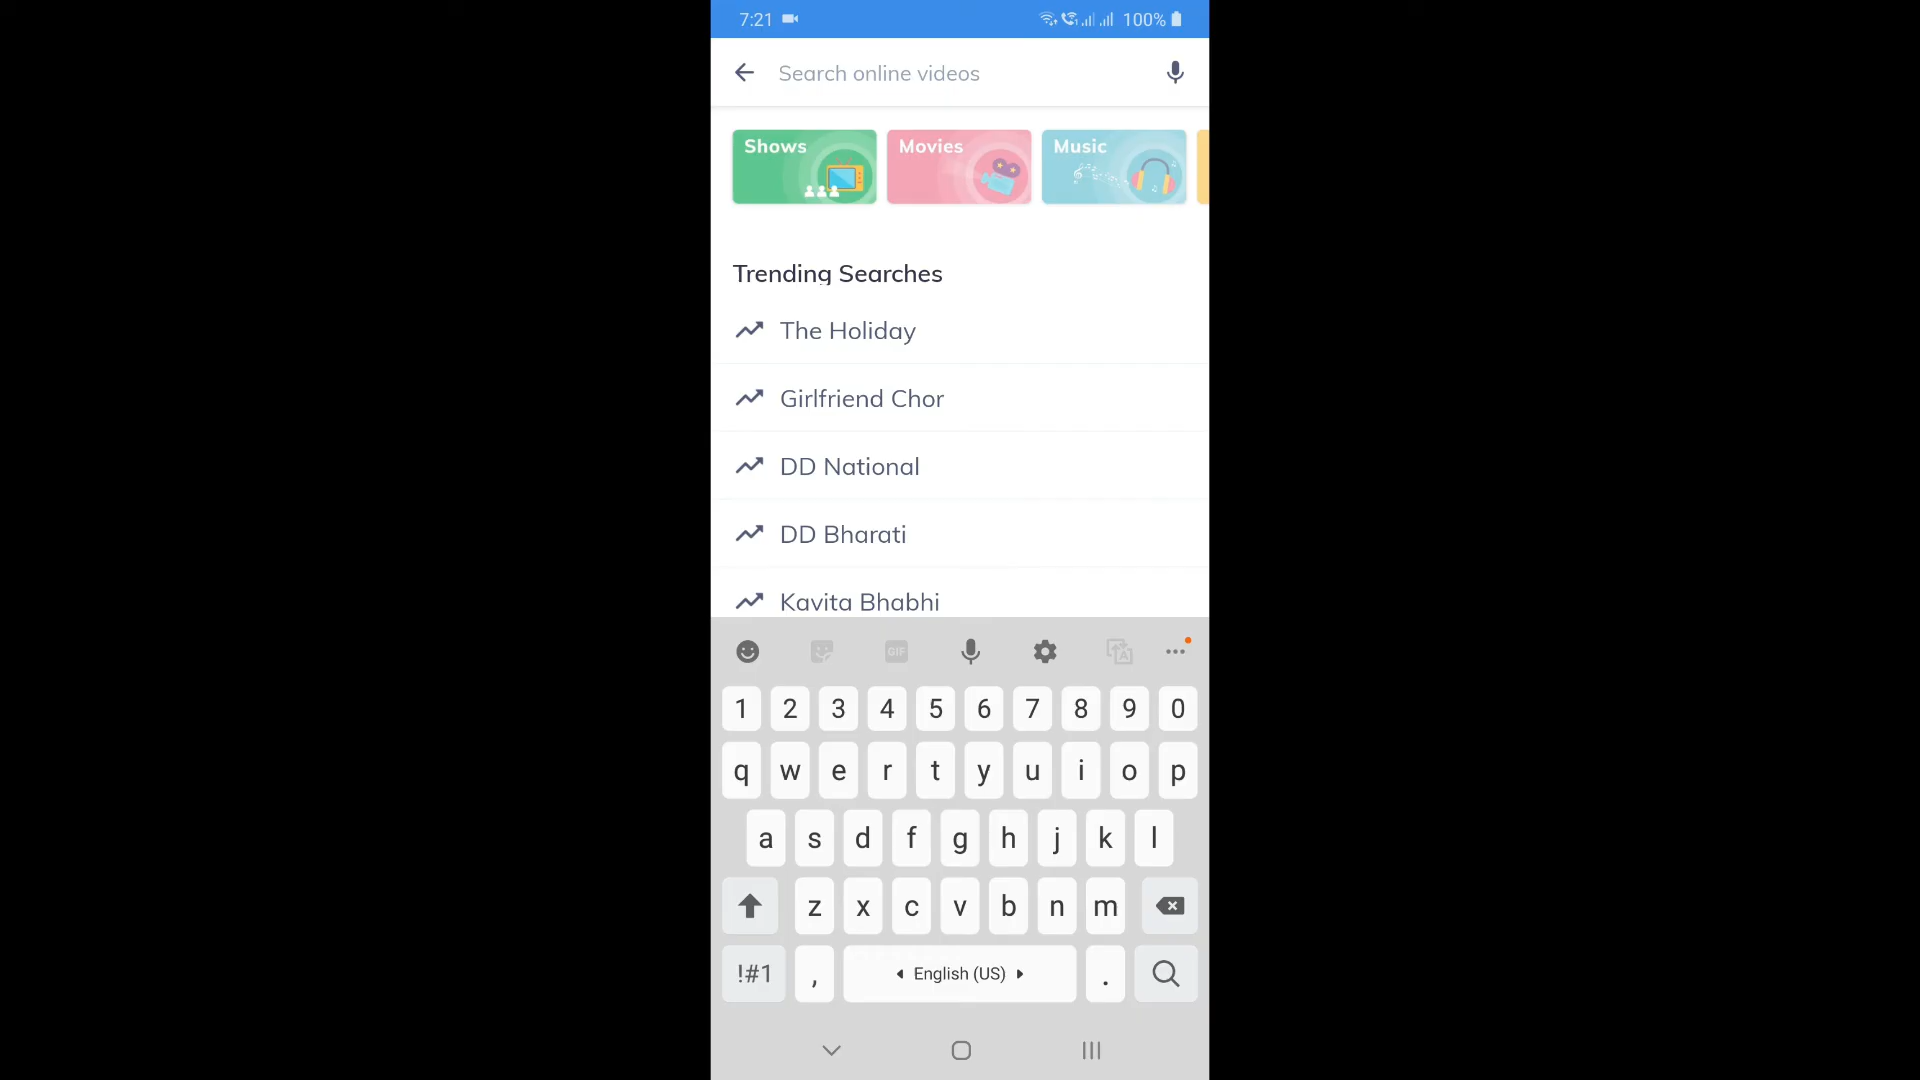 7:21 100%
Search online videos
Shows Movies Music
Trending Searches
The Holiday
Girlfriend Chor
DD National
DD Bharati
Kavita Bhabhi
GIF A
1 2 3 4 5 6 7 8 9 0
q w e r t y u i o p
a s d f g h j k l
z x c v b n m
!#1 , English (US) .